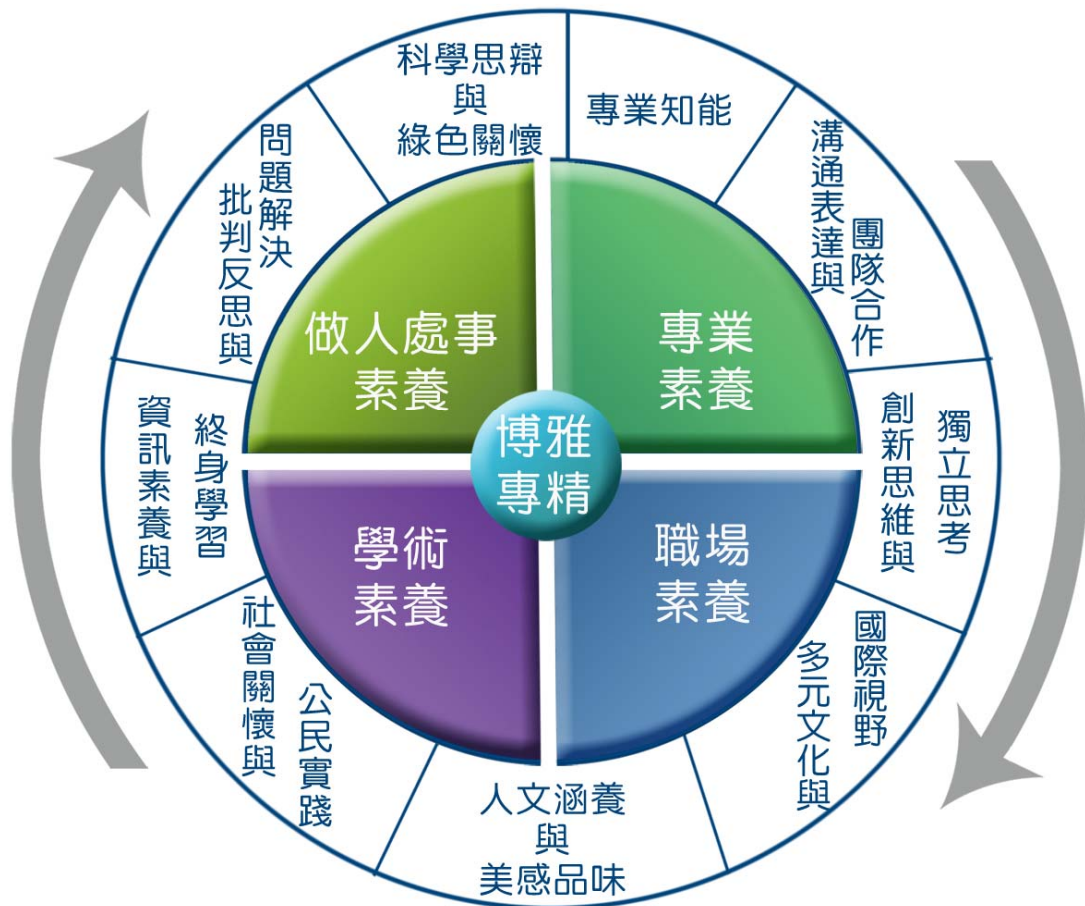 科學思辯
與
綠色關懷
專業知能
溝通表達與
團隊合作
創新思維與
獨立思考
多元文化與
國際視野
人文涵養
與
美感品味
社會關懷與
公民實踐
資訊素養與
終身學習
批判反思與
問題解決
做人處事
素養
專業
素養
博雅
專精
學術
素養
職場
素養